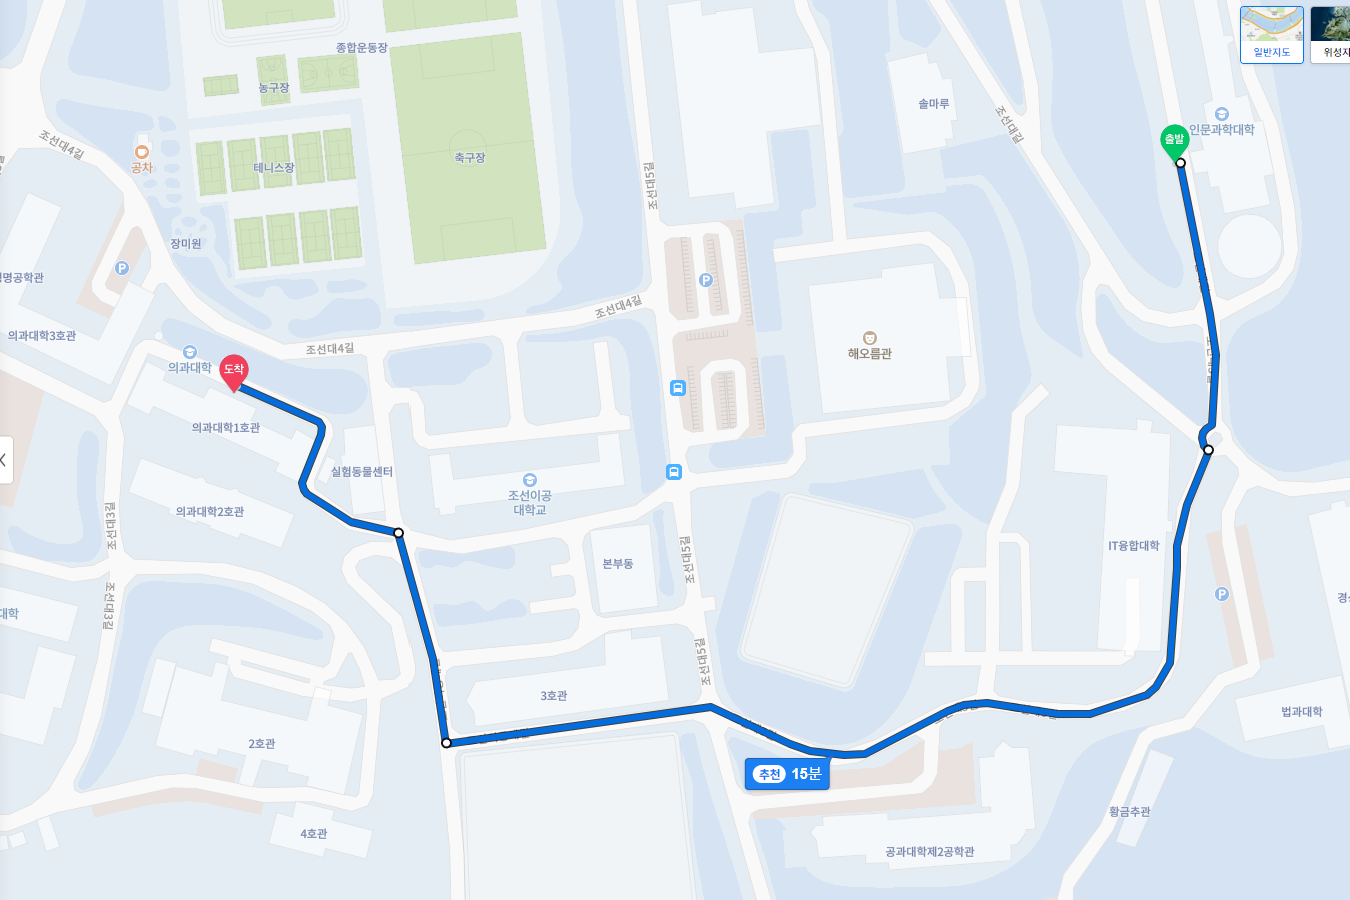 종합운동장
일반지도
위성지
농구장
솔마루
조선대길
인문과학대학
출발
조선대4길
공차
테니스장
축구장
조선대5길
장미원
P
P
의과대학3호관
조선대4길
조선대4길
해오름관
의과대학
도착
의과대학1호관
실험동물센터
조선이공
대학교
의과대학2호관
조선대3길
조선대5길
IT융합대학
본부동
P
조선대3길
대학
조선대5길
3호관
법과대학
2호관
추천 15분
황금추관
4호관
공과대학제2공학관